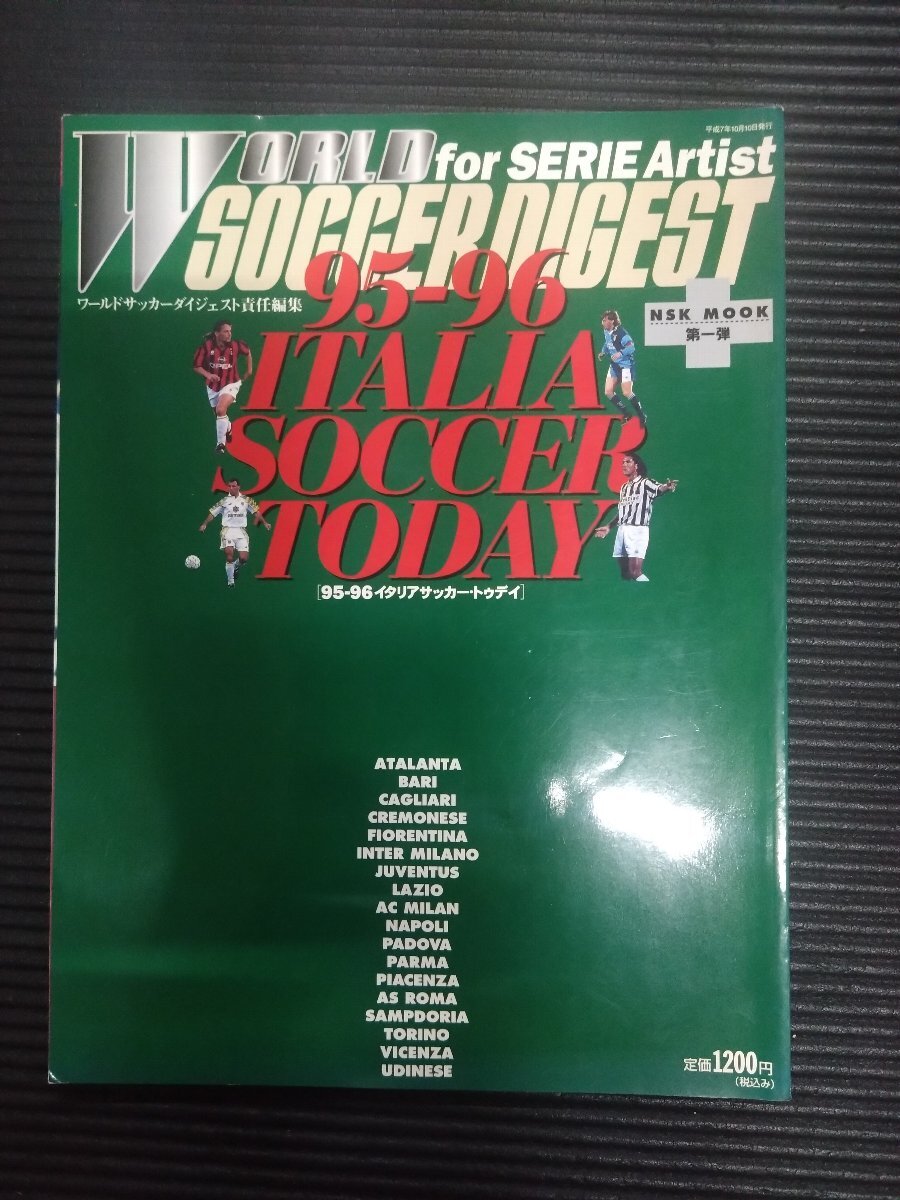 平成7年10月10日発行
WORLD for SERIE Artist
SOCCER DIGEST
ワールドサッカーダイジェスト責任編集
95-96
NSK MOOK
第一弾
ITALIA
SOCCER
TODAY
[95-96イタリアサッカー・トゥデイ]
OPEL
ATALANTA
BARI
CAGLIARI
CREMONESE
FIORENTINA
INTER MILANO
JUVENTUS
LAZIO
AC MILAN
NAPOLI
PADOVA
PARMA
PIACENZA
AS ROMA
SAMPDORIA
TORINO
VICENZA
UDINESE
定価1200円
(税込み)